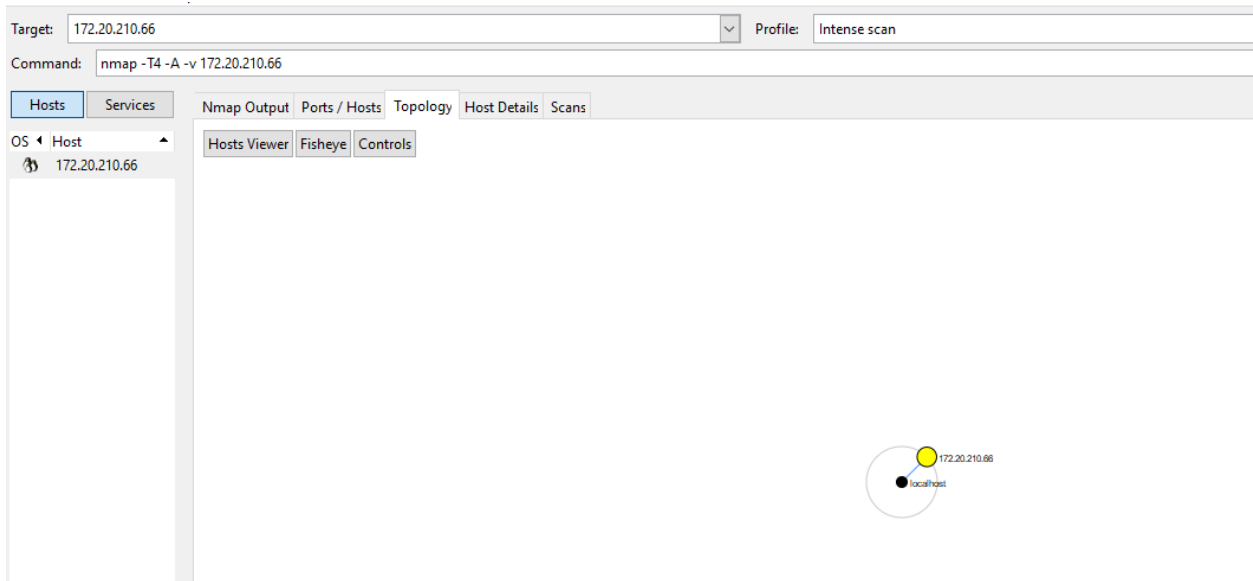 Target: 172.20.210.66 Profile: Intense scan
Command: nmap -T4 -A -v 172.20.210.66
Hosts Services Nmap Output Ports / Hosts Topology Host Details Scans
OS Host
172.20.210.66
Hosts Viewer Fisheye Controls
172.20.210.66
localhost